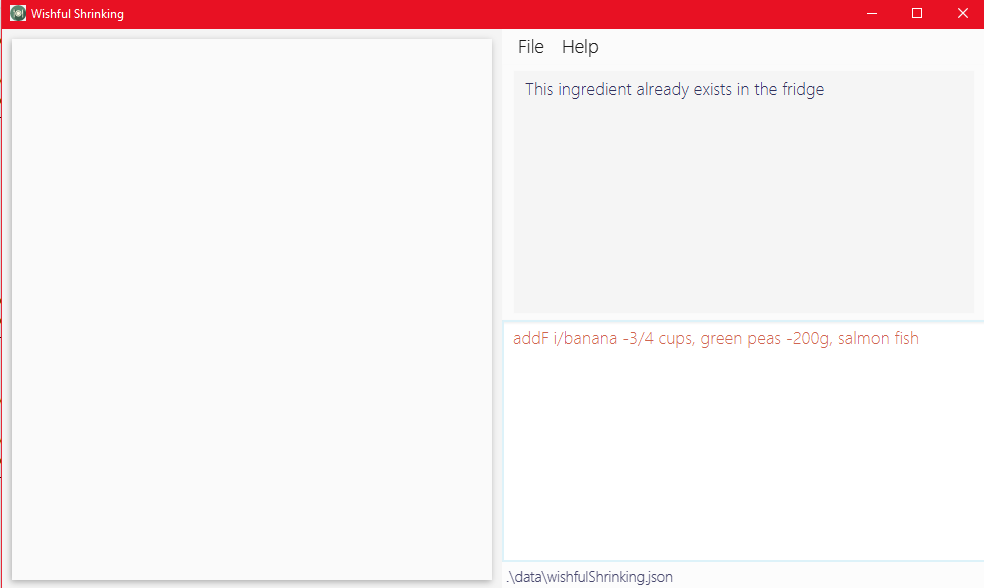 Wishful Shrinking
File Help
This ingredient already exists in the fridge
addF i/banana -3/4 cups, green peas -200g, salmon fish
.\data\wishfulShrinking.json